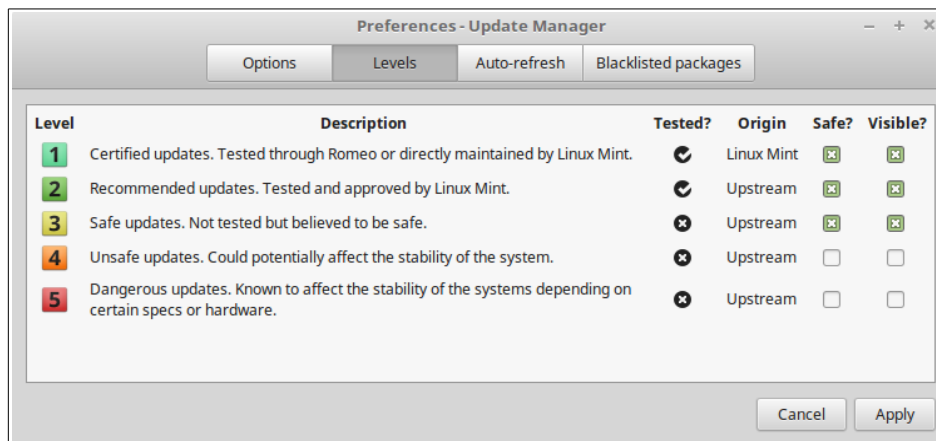 Preferences - Update Manager
Options Levels Auto-refresh Blacklisted packages
Level Description Tested? Origin Safe? Visible?
1 Certified updates. Tested through Romeo or directly maintained by Linux Mint. Linux Mint
2 Recommended updates. Tested and approved by Linux Mint. Upstream
3 Safe updates. Not tested but believed to be safe. Upstream
4 Unsafe updates. Could potentially affect the stability of the system. Upstream
5 Dangerous updates. Known to affect the stability of the systems depending on Upstream
certain specs or hardware.
Cancel Apply